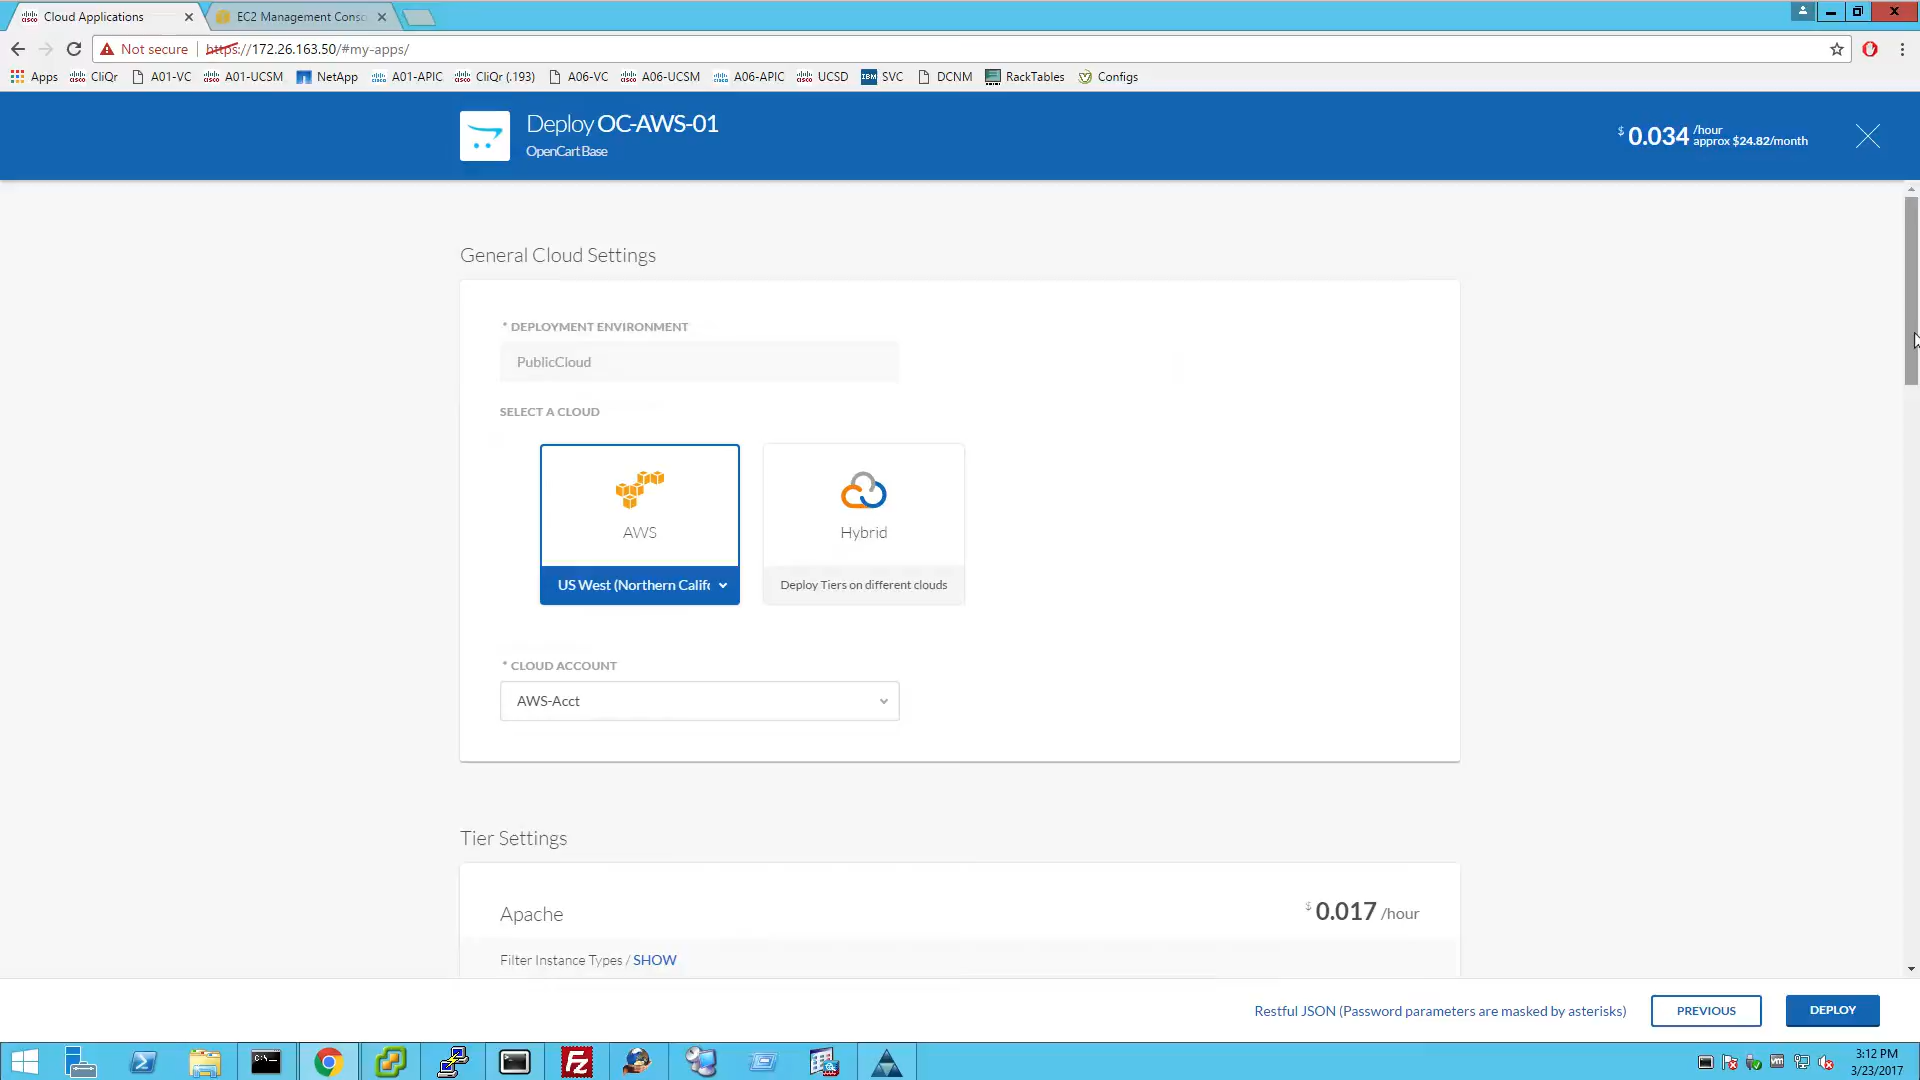 Cloud Applications
EC2 Management Conso
Not secure https://172.26.163.50/#my-apps/
Apps CliQr A01-VC A01-UCSM NetApp A01-APIC CliQr (.193) A06-VC A06-UCSM A06-APIC UCSD SVC DCNM RackTables Configs
Deploy OC-AWS-01
OpenCart Base
$ 0.034 /hour
approx $24.82/month
General Cloud Settings
* DEPLOYMENT ENVIRONMENT
PublicCloud
SELECT A CLOUD
AWS
US West (Northern Califo
Hybrid
Deploy Tiers on different clouds
* CLOUD ACCOUNT
AWS-Acct
Tier Settings
Apache
$ 0.017 /hour
Filter Instance Types / SHOW
Restful JSON (Password parameters are masked by asterisks)
PREVIOUS
DEPLOY
3:12 PM
3/23/2017